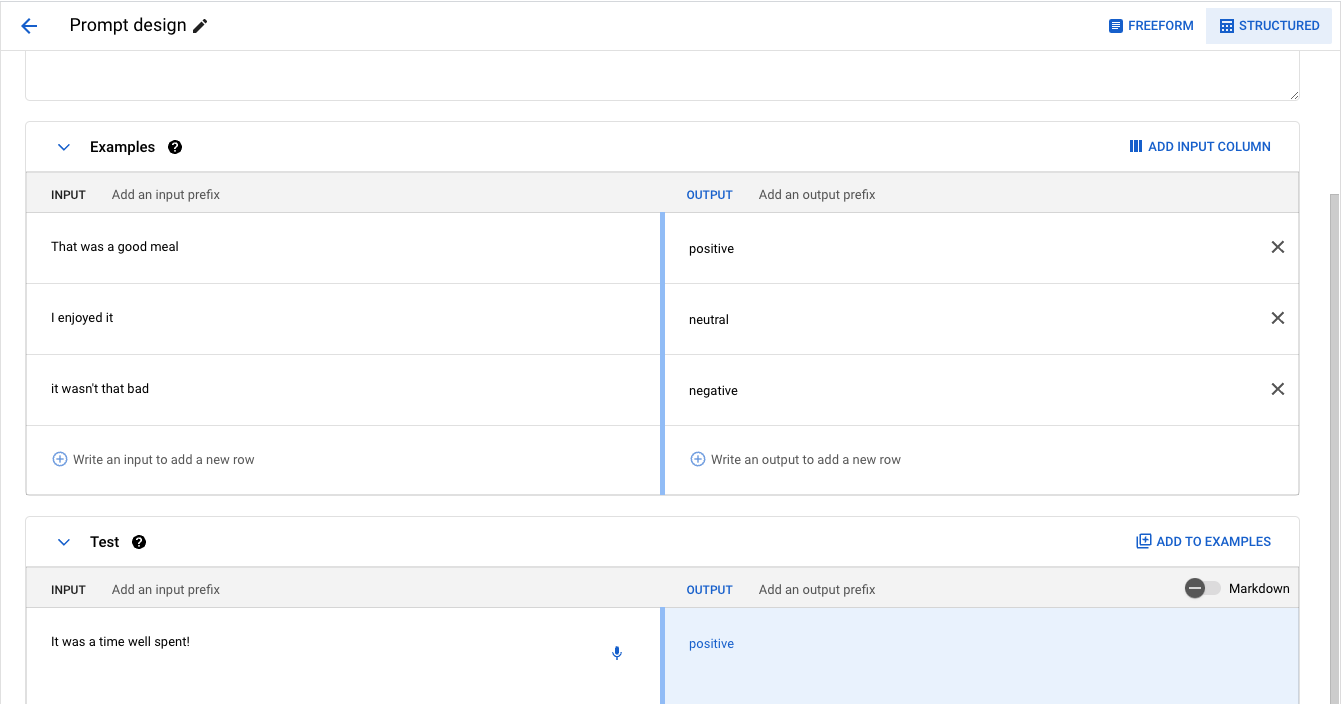 Prompt design
FREEFORM
STRUCTURED
Examples
ADD INPUT COLUMN
INPUT Add an input prefix
OUTPUT Add an output prefix
That was a good meal
positive
I enjoyed it
neutral
it wasn't that bad
negative
Write an input to add a new row
Write an output to add a new row
Test
ADD TO EXAMPLES
INPUT Add an input prefix
OUTPUT Add an output prefix
Markdown
It was a time well spent!
positive